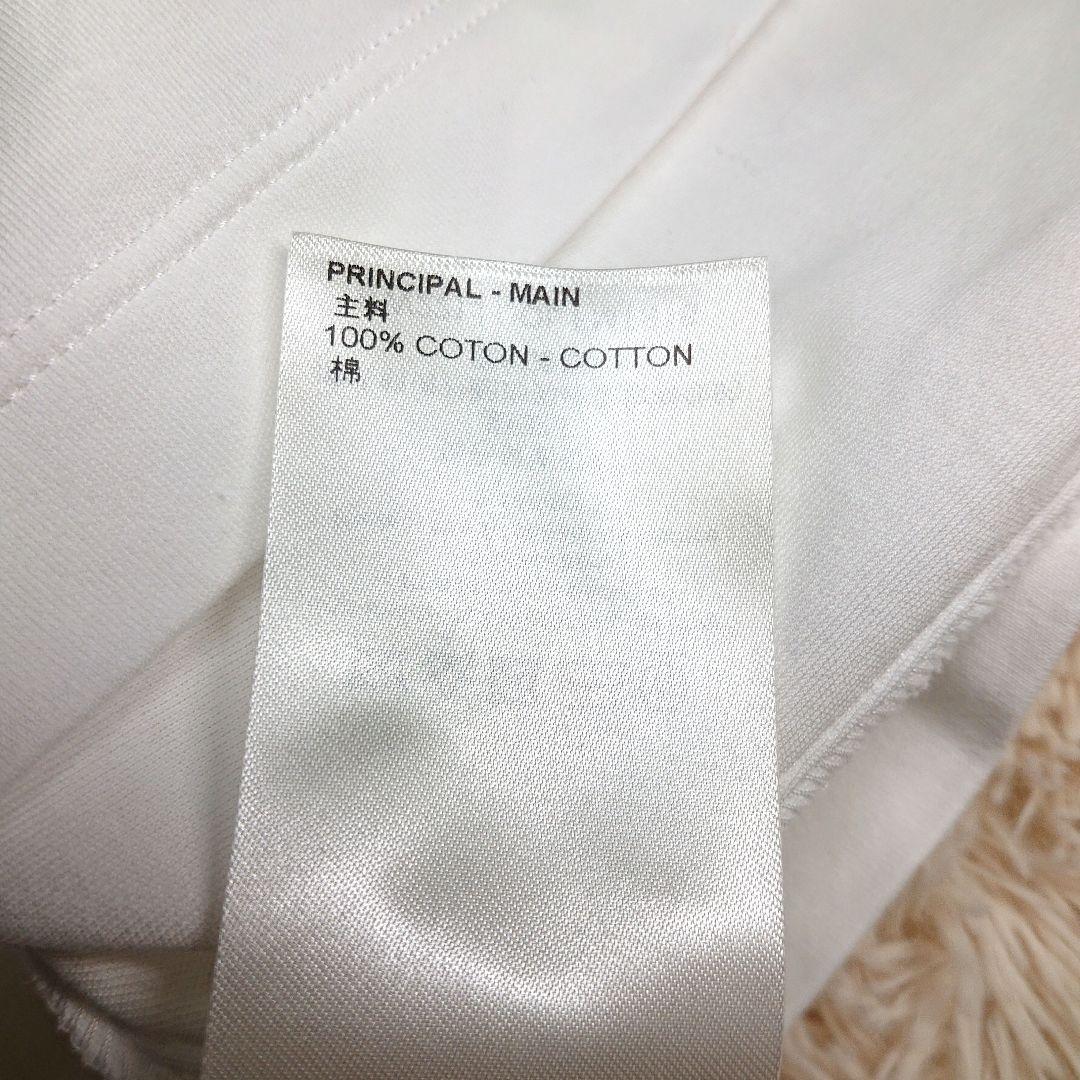 PRINCIPAL - MAIN
主料
100% COTON - COTTON
棉